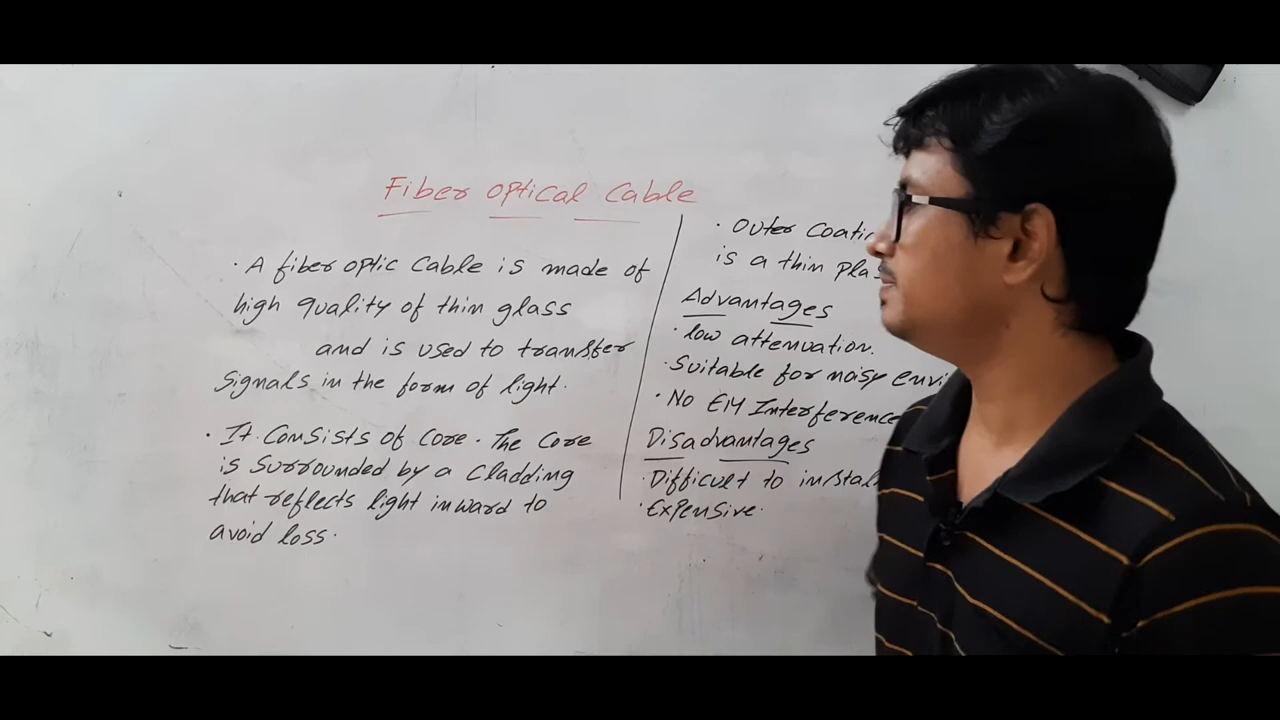 Fiber optical Cable
· A fiber optic Cable is made of
high quality of thin glass
and is used to transfer
signals in the form of light.
· It Consists of Core. The Core
is surrounded by a Cladding
that reflects light inward to
avoid loss.
· Outer
is a thin
Advantages
· low attenuation.
· Suitable for noisy
· No EM Interference
Disadvantages
· Difficult to
· Expensive.